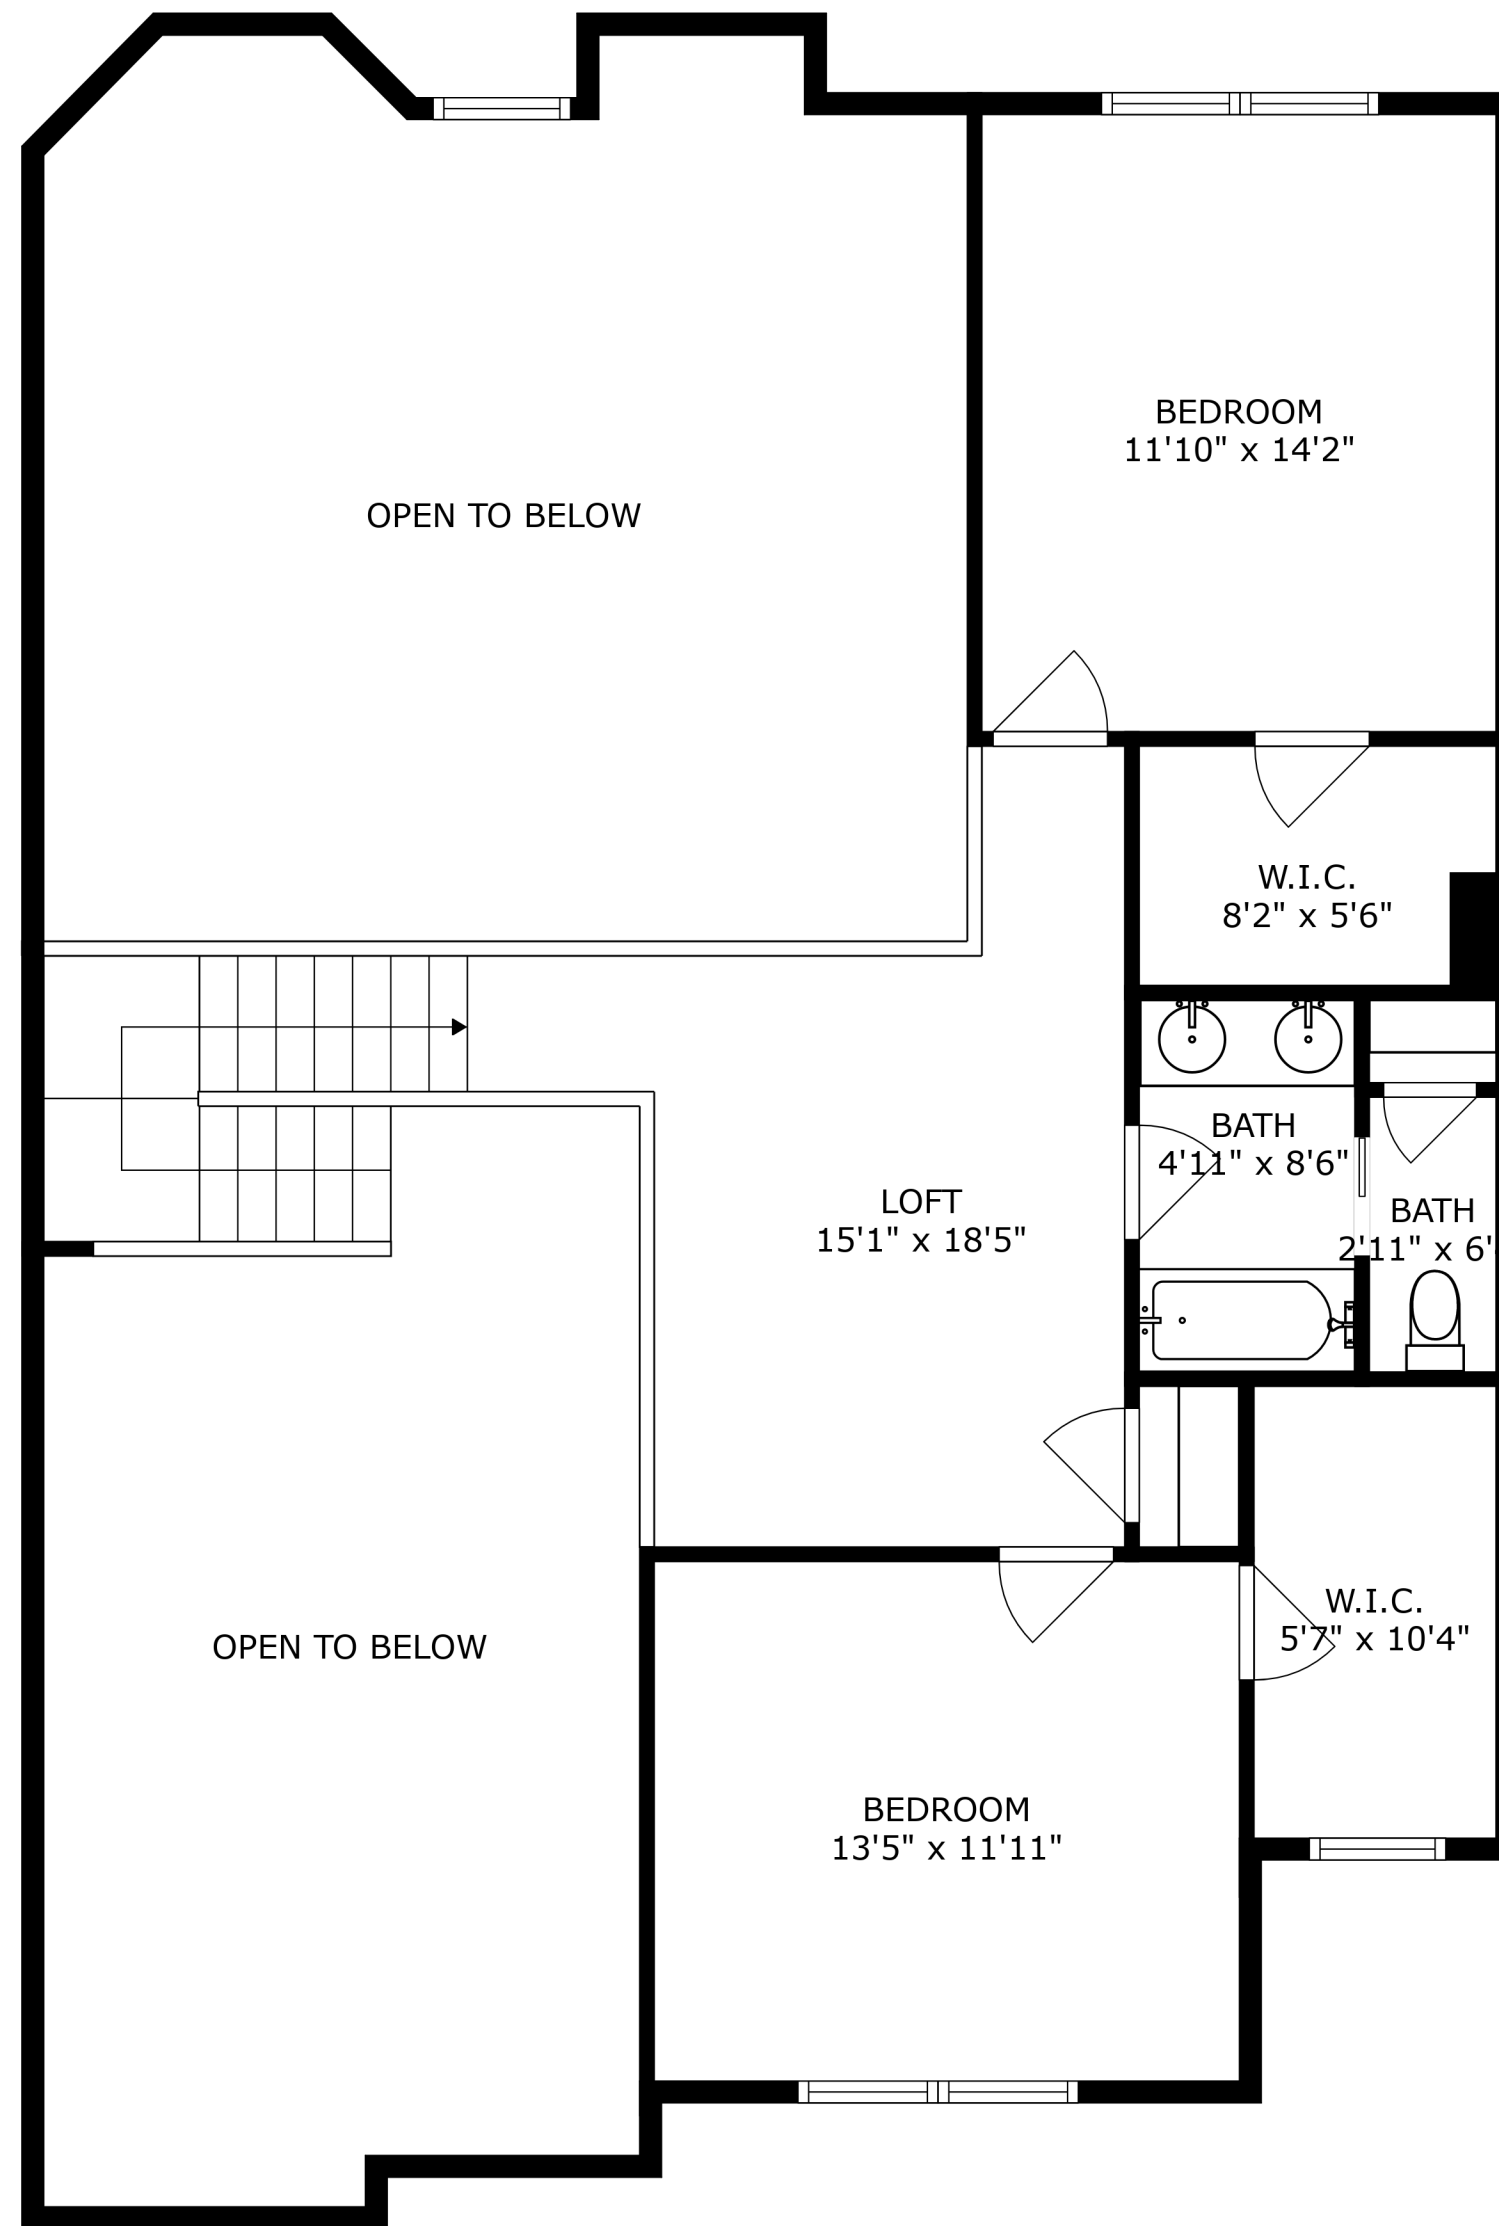 BEDROOM
11'10" x 14'2"
OPEN TO BELOW
W.I.C.
8'2" x 5'6"
BATH
4'11" x 8'6"
LOFT
15'1" x 18'5"
BATH
2'11" x 6'
W.I.C.
5'7" x 10'4"
OPEN TO BELOW
BEDROOM
13'5" x 11'11"